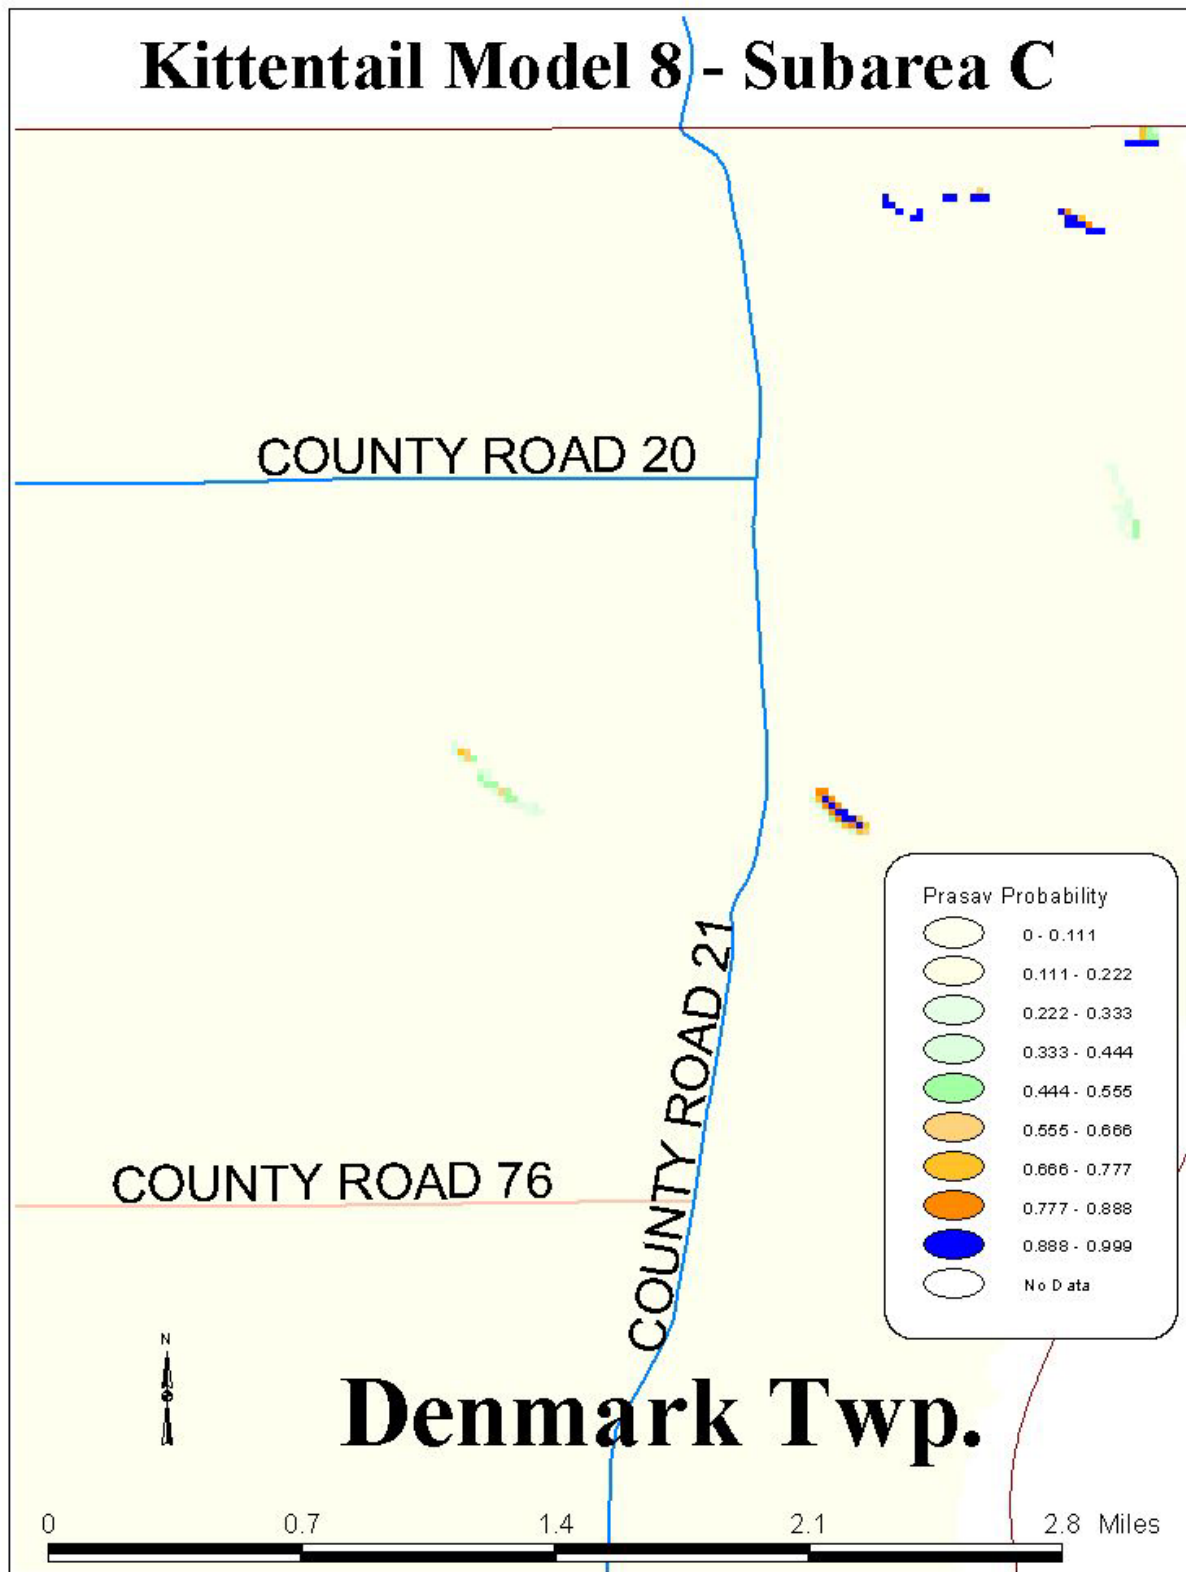 Kittentail Model 8 - Subarea C
COUNTY ROAD 20
COUNTY ROAD 21
Prasav Probability
0 - 0.111
0.111 - 0.222
0.222 - 0.333
0.333 - 0.444
0.444 - 0.555
0.555 - 0.666
0.666 - 0.777
0.777 - 0.888
0.888 - 0.999
No Data
COUNTY ROAD 76
N
Denmark Twp.
0 0.7 1.4 2.1 2.8 Miles